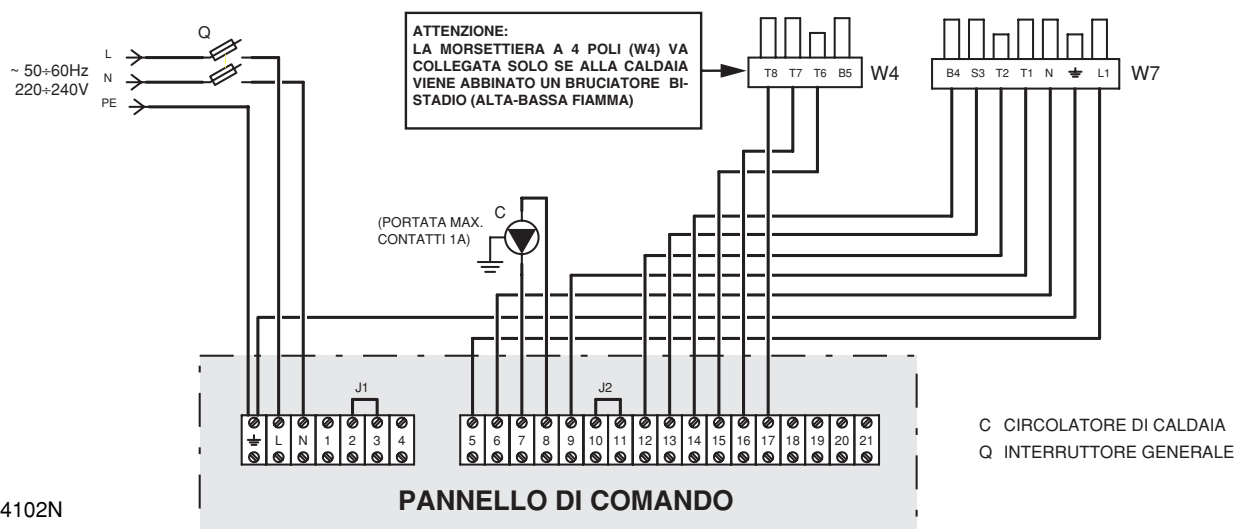 Q
L
~ 50÷60Hz
220÷240V
N
PE
ATTENZIONE:
LA MORSETTIERA A 4 POLI (W4) VA
COLLEGATA SOLO SE ALLA CALDAIA
VIENE ABBINATO UN BRUCIATORE BI-
STADIO (ALTA-BASSA FIAMMA)
T8 T7 T6 B5 W4
B4 S3 T2 T1 N L1 W7
C
(PORTATA MAX.
CONTATTI 1A)
J1
J2
L N 1 2 3 4
5 6 7 8 9 10 11 12 13 14 15 16 17 18 19 20 21
C CIRCOLATORE DI CALDAIA
Q INTERRUTTORE GENERALE
PANNELLO DI COMANDO
4102N